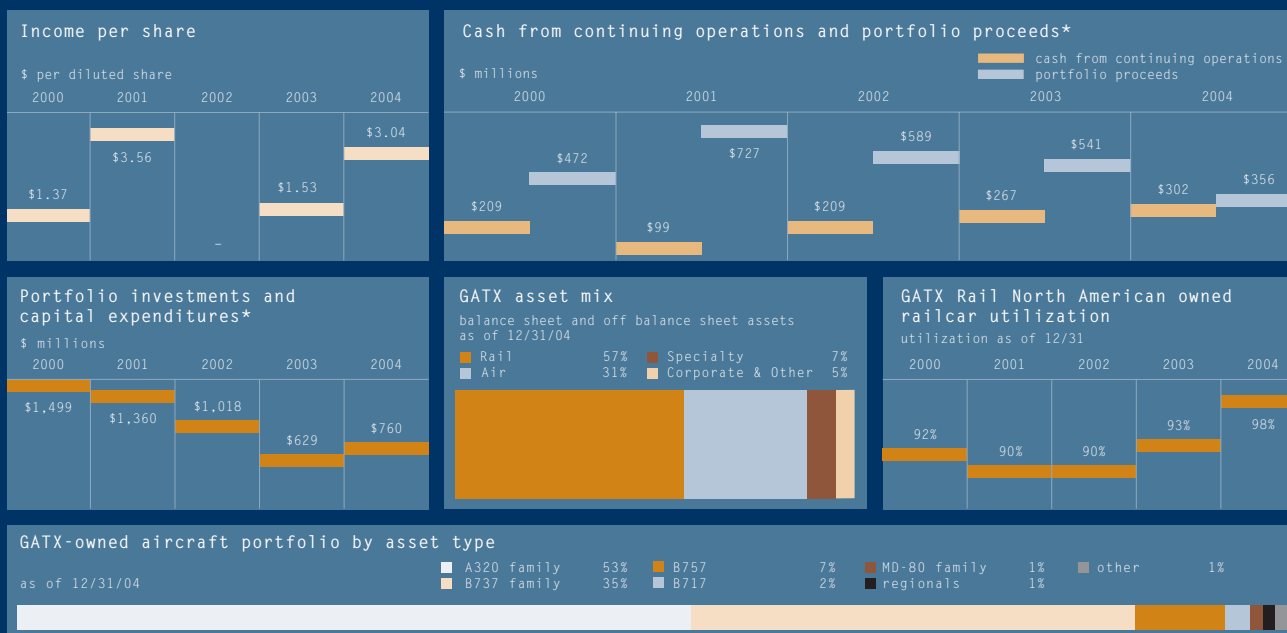 Income per share
$ per diluted share
2000 2001 2002 2003 2004
$1.37 $3.56 – $1.53 $3.04
Cash from continuing operations and portfolio proceeds*
cash from continuing operations
$ millions
portfolio proceeds
2000 2001 2002 2003 2004
$209 $472 $99 $727 $209 $589 $267 $541 $302 $356
Portfolio investments and
capital expenditures*
$ millions
2000 2001 2002 2003 2004
$1,499 $1,360 $1,018 $629 $760
GATX asset mix
balance sheet and off balance sheet assets
as of 12/31/04
Rail 57% Specialty 7%
Air 31% Corporate & Other 5%
GATX Rail North American owned
railcar utilization
utilization as of 12/31
2000 2001 2002 2003 2004
92% 90% 90% 93% 98%
GATX-owned aircraft portfolio by asset type
A320 family 53% B757 7% MD-80 family 1% other 1%
as of 12/31/04 B737 family 35% B717 2% regionals 1%